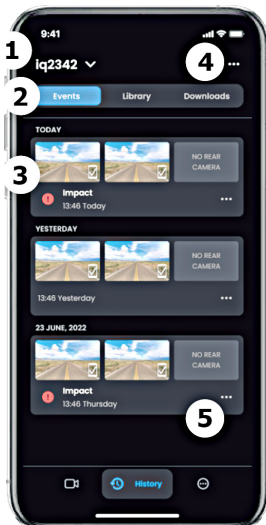 9:41
1
iq2342
4
2
Events Library Downloads
TODAY
NO REAR
CAMERA
3
Impact
13:46 Today
YESTERDAY
NO REAR
CAMERA
13:46 Yesterday
23 JUNE, 2022
NO REAR
CAMERA
Impact
13:46 Thursday
5
History